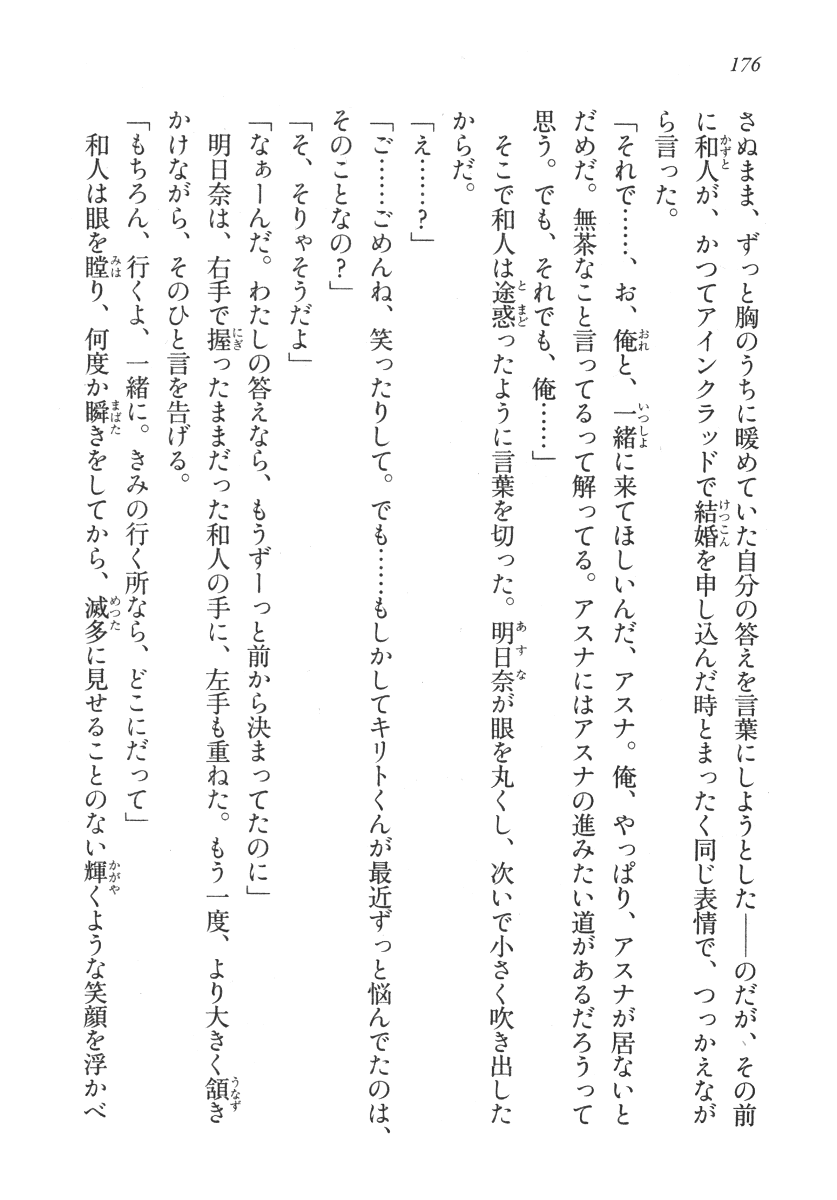 176
さぬまま、ずっと胸のうちに暖めていた自分の答えを言葉にしようとした――のだが、その前
に和人が、かつてアインクラッドで結婚を申し込んだ時とまったく同じ表情で、つっかえなが
ら言った。
「それで……、お、俺と、一緒に来てほしいんだ、アスナ。俺、やっぱり、アスナが居ないと
だめだ。無茶なこと言ってるって解ってる。アスナにはアスナの進みたい道があるだろうって
思う。でも、それでも、俺……」
そこで和人は途惑ったように言葉を切った。明日奈が眼を丸くし、次いで小さく吹き出した
からだ。
「え……？」
「ご……ごめんね、笑ったりして。でも……もしかしてキリトくんが最近ずっと悩んでたのは、
そのことなの？」
「そ、そりゃそうだよ」
「なぁーんだ。わたしの答えなら、もうずーっと前から決まってたのに」
明日奈は、右手で握ったままだった和人の手に、左手も重ねた。もう一度、より大きく頷き
かけながら、そのひと言を告げる。
「もちろん、行くよ、一緒に。きみの行く所なら、どこにだって」
和人は眼を瞠り、何度か瞬きをしてから、滅多に見せることのない輝くような笑顔を浮かべ